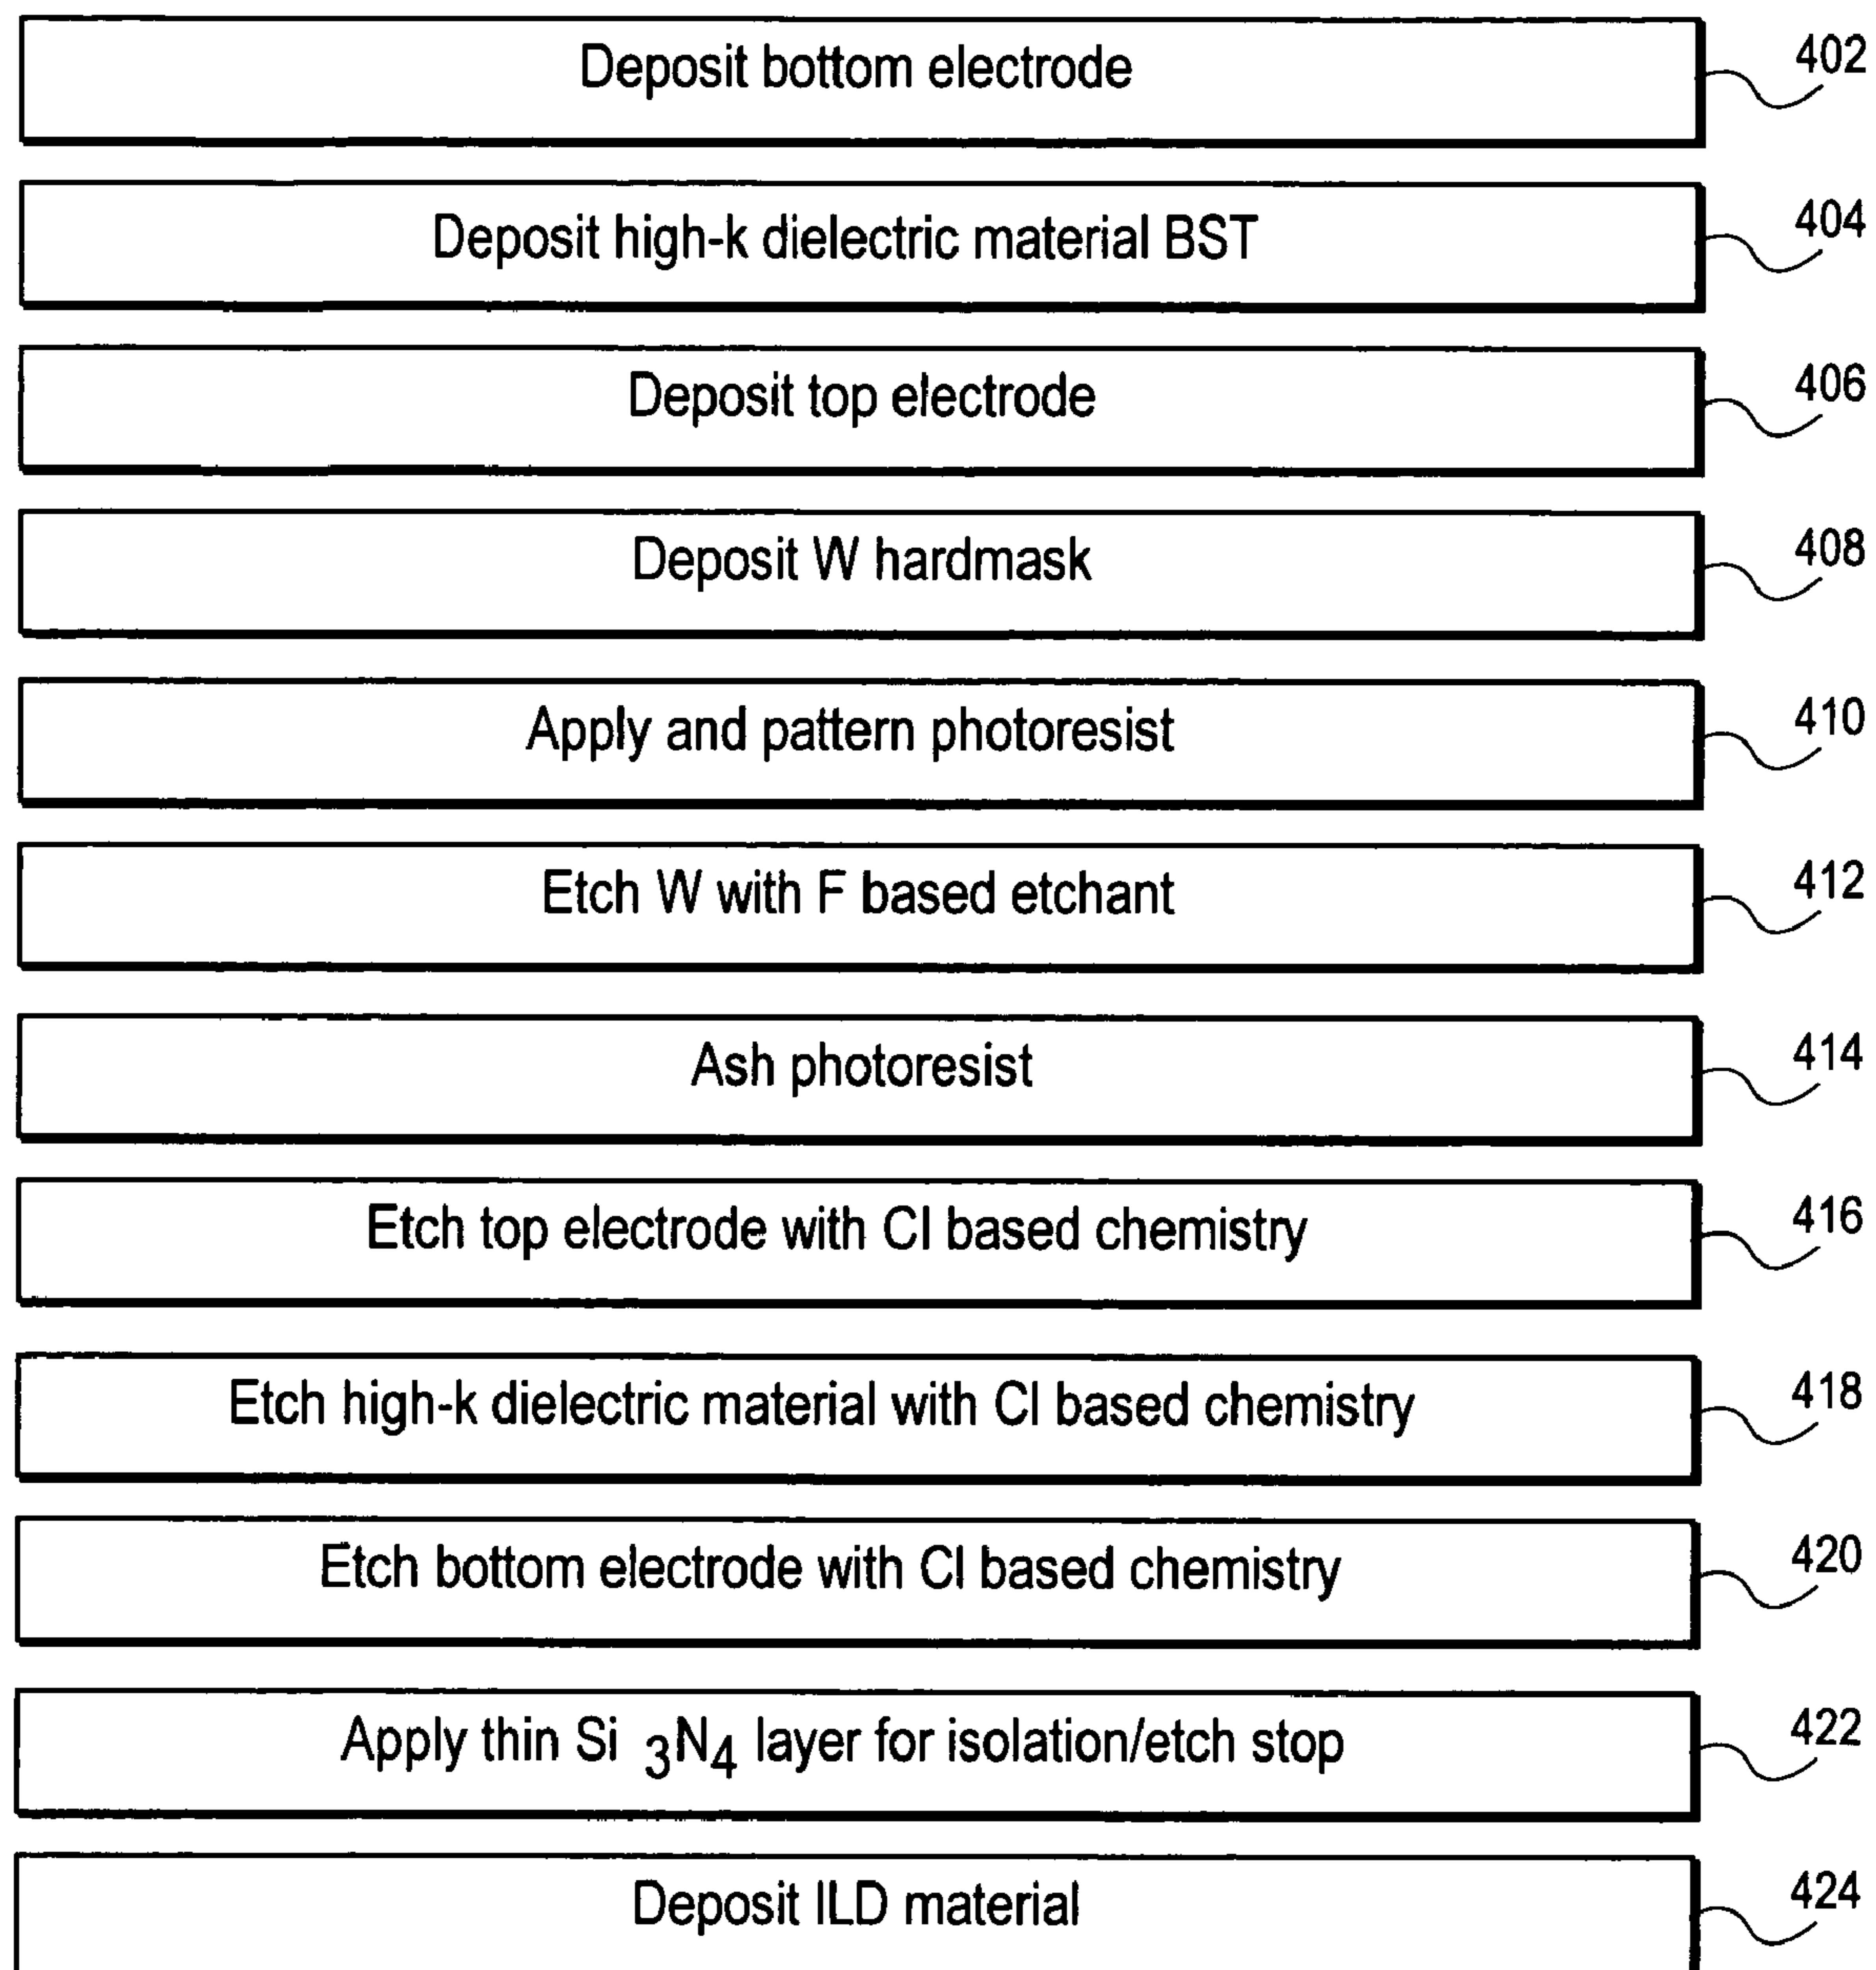 Deposit bottom electrode 402
Deposit high-k dielectric material BST 404
Deposit top electrode 406
Deposit W hardmask 408
Apply and pattern photoresist 410
Etch W with F based etchant 412
Ash photoresist 414
Etch top electrode with Cl based chemistry 416
Etch high-k dielectric material with Cl based chemistry 418
Etch bottom electrode with Cl based chemistry 420
Apply thin Si 3N4 layer for isolation/etch stop 422
Deposit ILD material 424